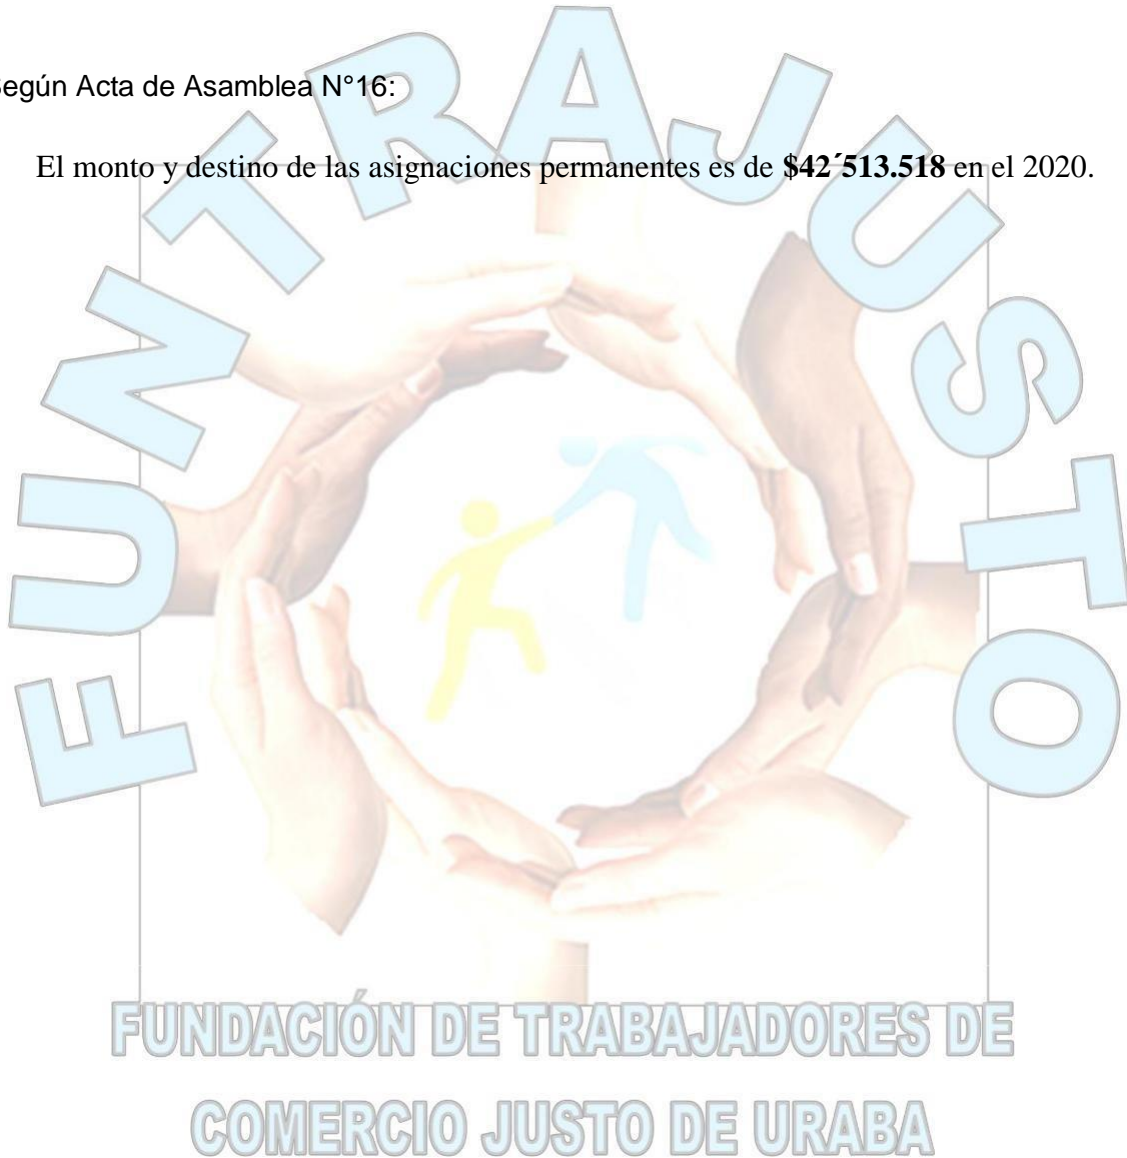 egún Acta de Asamblea N°16:
El monto y destino de las asignaciones permanentes es de $42´513.518 en el 2020.
FUNTRAJUSTO
FUNDACIÓN DE TRABAJADORES DE
COMERCIO JUSTO DE URABA